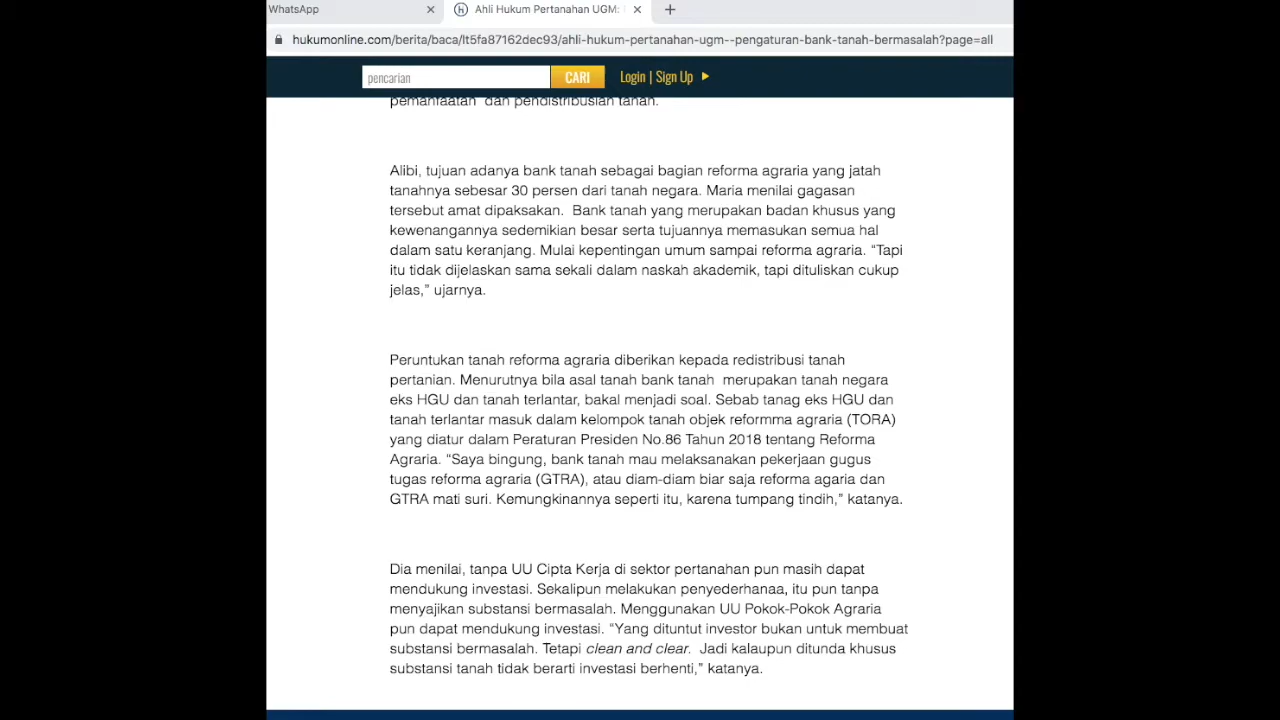 WhatsApp
Ahli Hukum Pertanahan UGM:
hukumonline.com/berita/baca/lt5fa87162dec93/ahli-hukum-pertanahan-ugm--pengaturan-bank-tanah-bermasalah?page=all
pencarian
CARI
Login | Sign Up
pemanfaatan dan pendistribusian tanah.
Alibi, tujuan adanya bank tanah sebagai bagian reforma agraria yang jatah
tanahnya sebesar 30 persen dari tanah negara. Maria menilai gagasan
tersebut amat dipaksakan. Bank tanah yang merupakan badan khusus yang
kewenangannya sedemikian besar serta tujuannya memasukan semua hal
dalam satu keranjang. Mulai kepentingan umum sampai reforma agraria. “Tapi
itu tidak dijelaskan sama sekali dalam naskah akademik, tapi dituliskan cukup
jelas,” ujarnya.
Peruntukan tanah reforma agraria diberikan kepada redistribusi tanah
pertanian. Menurutnya bila asal tanah bank tanah merupakan tanah negara
eks HGU dan tanah terlantar, bakal menjadi soal. Sebab tanag eks HGU dan
tanah terlantar masuk dalam kelompok tanah objek reformma agraria (TORA)
yang diatur dalam Peraturan Presiden No.86 Tahun 2018 tentang Reforma
Agraria. “Saya bingung, bank tanah mau melaksanakan pekerjaan gugus
tugas reforma agraria (GTRA), atau diam-diam biar saja reforma agaria dan
GTRA mati suri. Kemungkinannya seperti itu, karena tumpang tindih,” katanya.
Dia menilai, tanpa UU Cipta Kerja di sektor pertanahan pun masih dapat
mendukung investasi. Sekalipun melakukan penyederhanaa, itu pun tanpa
menyajikan substansi bermasalah. Menggunakan UU Pokok-Pokok Agraria
pun dapat mendukung investasi. “Yang dituntut investor bukan untuk membuat
substansi bermasalah. Tetapi clean and clear. Jadi kalaupun ditunda khusus
substansi tanah tidak berarti investasi berhenti,” katanya.